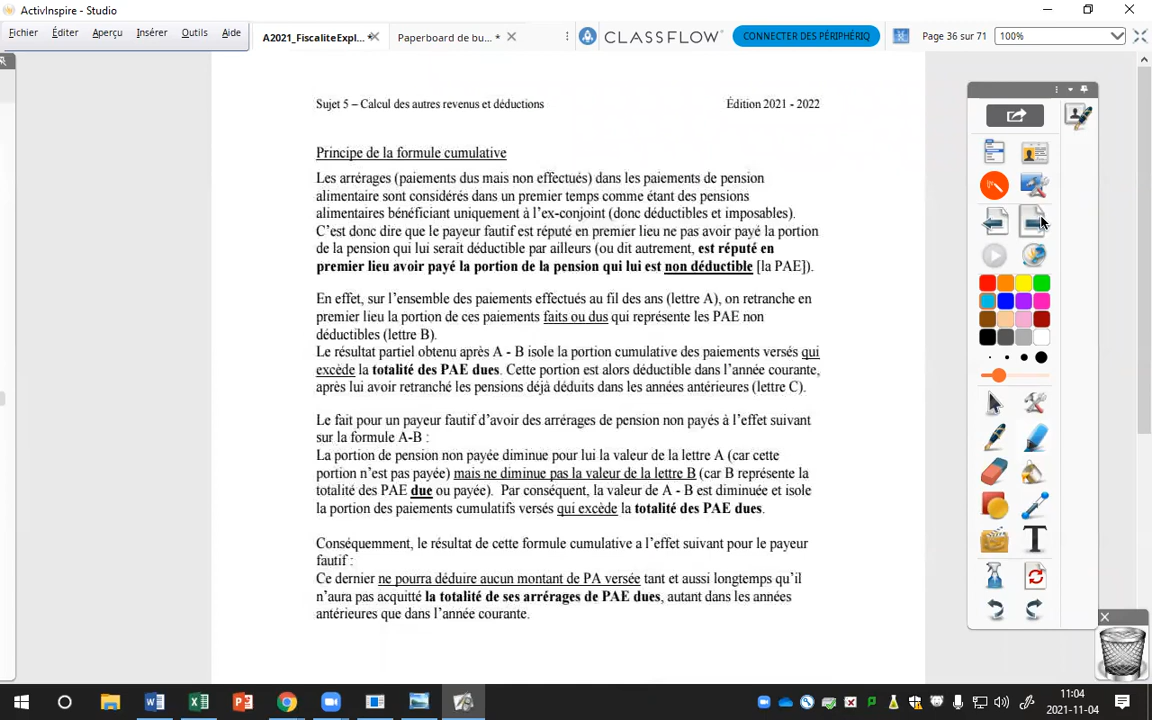 ActivInspire - Studio
Fichier Éditer Aperçu Insérer Outils Aide
A2021_FiscaliteExpl... *
Paperboard de bu... *
CLASSFLOW
CONNECTER DES PÉRIPHÉRIQ
Page 36 sur 71
100%
Sujet 5 – Calcul des autres revenus et déductions
Édition 2021 - 2022
Principe de la formule cumulative
Les arrérages (paiements dus mais non effectués) dans les paiements de pension
alimentaire sont considérés dans un premier temps comme étant des pensions
alimentaires bénéficiant uniquement à l'ex-conjoint (donc déductibles et imposables).
C'est donc dire que le payeur fautif est réputé en premier lieu ne pas avoir payé la portion
de la pension qui lui serait déductible par ailleurs (ou dit autrement, est réputé en
premier lieu avoir payé la portion de la pension qui lui est non déductible [la PAE]).
En effet, sur l'ensemble des paiements effectués au fil des ans (lettre A), on retranche en
premier lieu la portion de ces paiements faits ou dus qui représente les PAE non
déductibles (lettre B).
Le résultat partiel obtenu après A - B isole la portion cumulative des paiements versés qui
excède la totalité des PAE dues. Cette portion est alors déductible dans l'année courante,
après lui avoir retranché les pensions déjà déduits dans les années antérieures (lettre C).
Le fait pour un payeur fautif d'avoir des arrérages de pension non payés à l'effet suivant
sur la formule A-B :
La portion de pension non payée diminue pour lui la valeur de la lettre A (car cette
portion n'est pas payée) mais ne diminue pas la valeur de la lettre B (car B représente la
totalité des PAE due ou payée). Par conséquent, la valeur de A - B est diminuée et isole
la portion des paiements cumulatifs versés qui excède la totalité des PAE dues.
Conséquemment, le résultat de cette formule cumulative a l'effet suivant pour le payeur
fautif :
Ce dernier ne pourra déduire aucun montant de PA versée tant et aussi longtemps qu'il
n'aura pas acquitté la totalité de ses arrérages de PAE dues, autant dans les années
antérieures que dans l'année courante.
11:04
2021-11-04